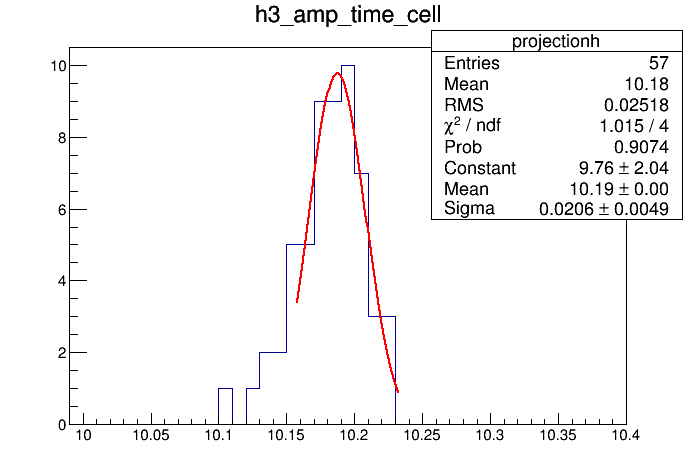 h3_amp_time_cell
projectionh
Entries 57
Mean 10.18
RMS 0.02518
χ² / ndf 1.015 / 4
Prob 0.9074
Constant 9.76 ± 2.04
Mean 10.19 ± 0.00
Sigma 0.0206 ± 0.0049
10
8
6
4
2
0
10 10.05 10.1 10.15 10.2 10.25 10.3 10.35 10.4